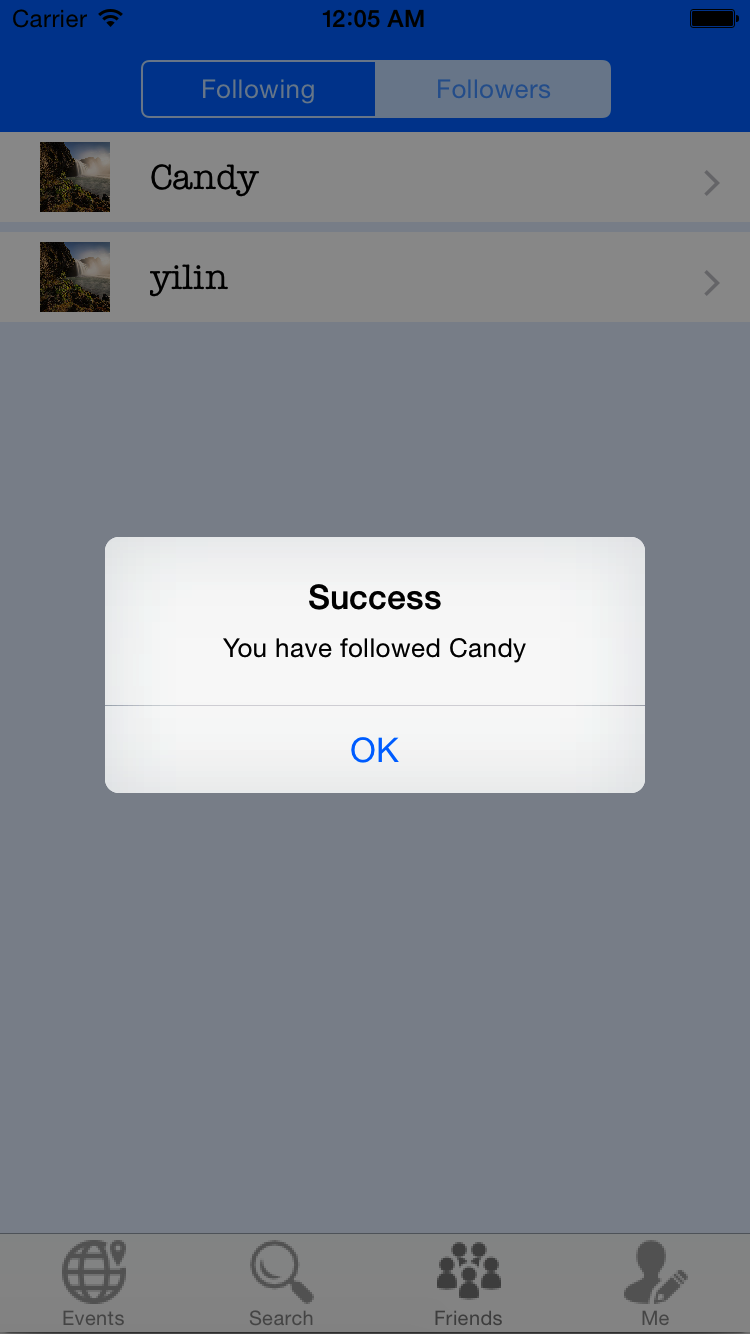 Carrier 12:05 AM
Following Followers
Candy
yilin
Success
You have followed Candy
OK
Events Search Friends Me